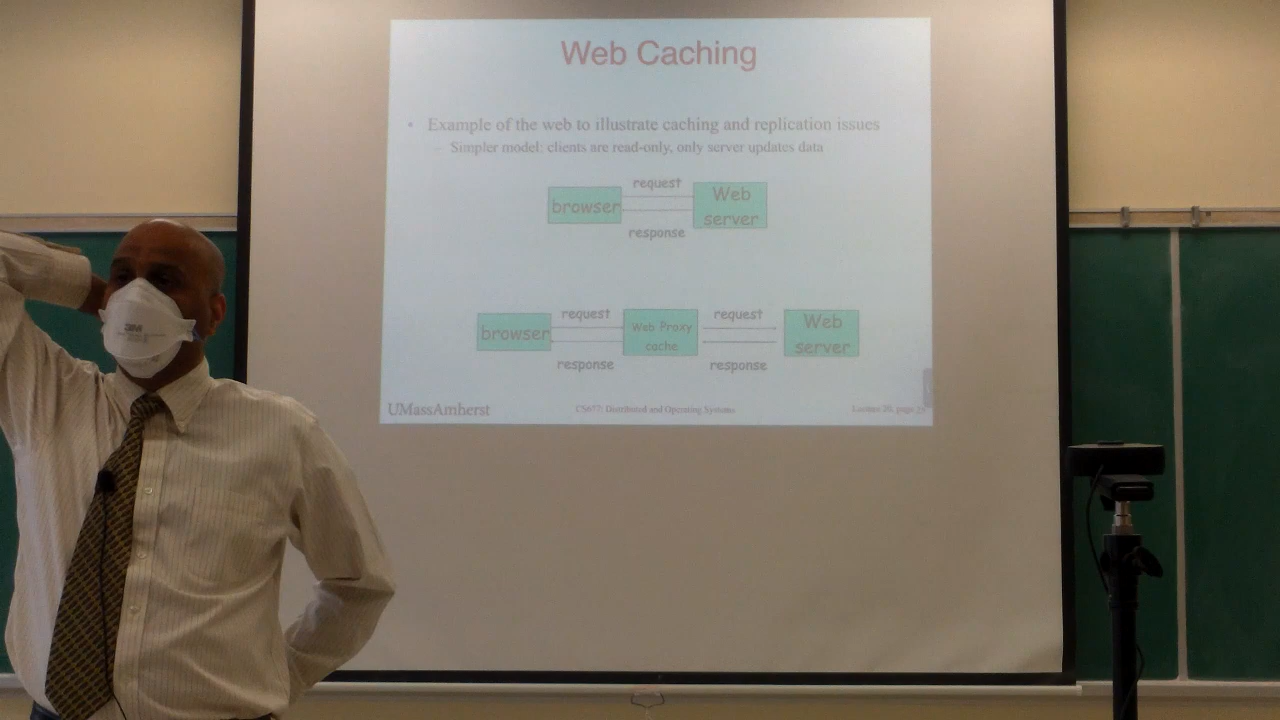 Web Caching
• Example of the web to illustrate caching and replication issues
– Simpler model: clients are read-only, only server updates data
request
browser
Web
server
response
request
request
browser
Web Proxy
cache
Web
server
response
response
UMassAmherst
CS677: Distributed and Operating Systems
Lecture 20, page
3M